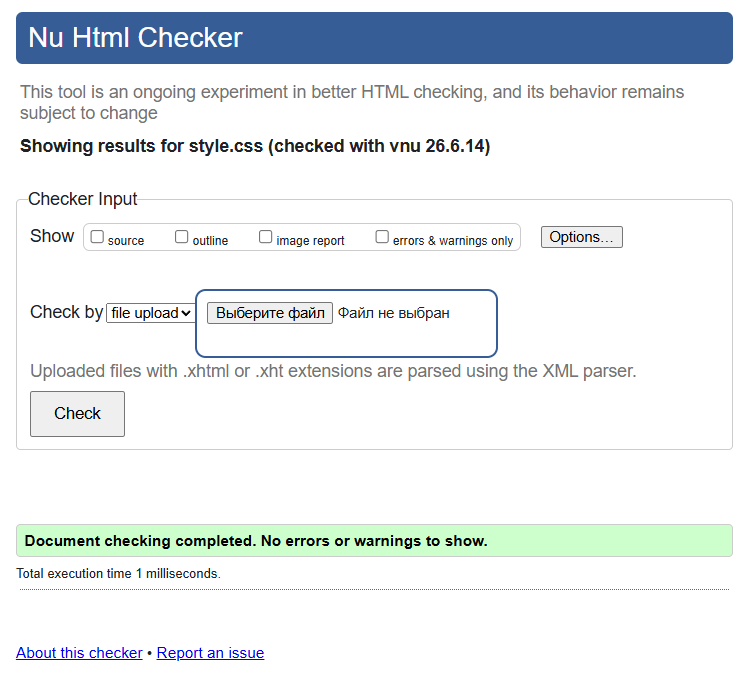 Nu Html Checker
This tool is an ongoing experiment in better HTML checking, and its behavior remains
subject to change
Showing results for style.css (checked with vnu 26.6.14)
Checker Input
Show source outline image report errors & warnings only Options...
Check by file upload Выберите файл Файл не выбран
Uploaded files with .xhtml or .xht extensions are parsed using the XML parser.
Check
Document checking completed. No errors or warnings to show.
Total execution time 1 milliseconds.
About this checker • Report an issue